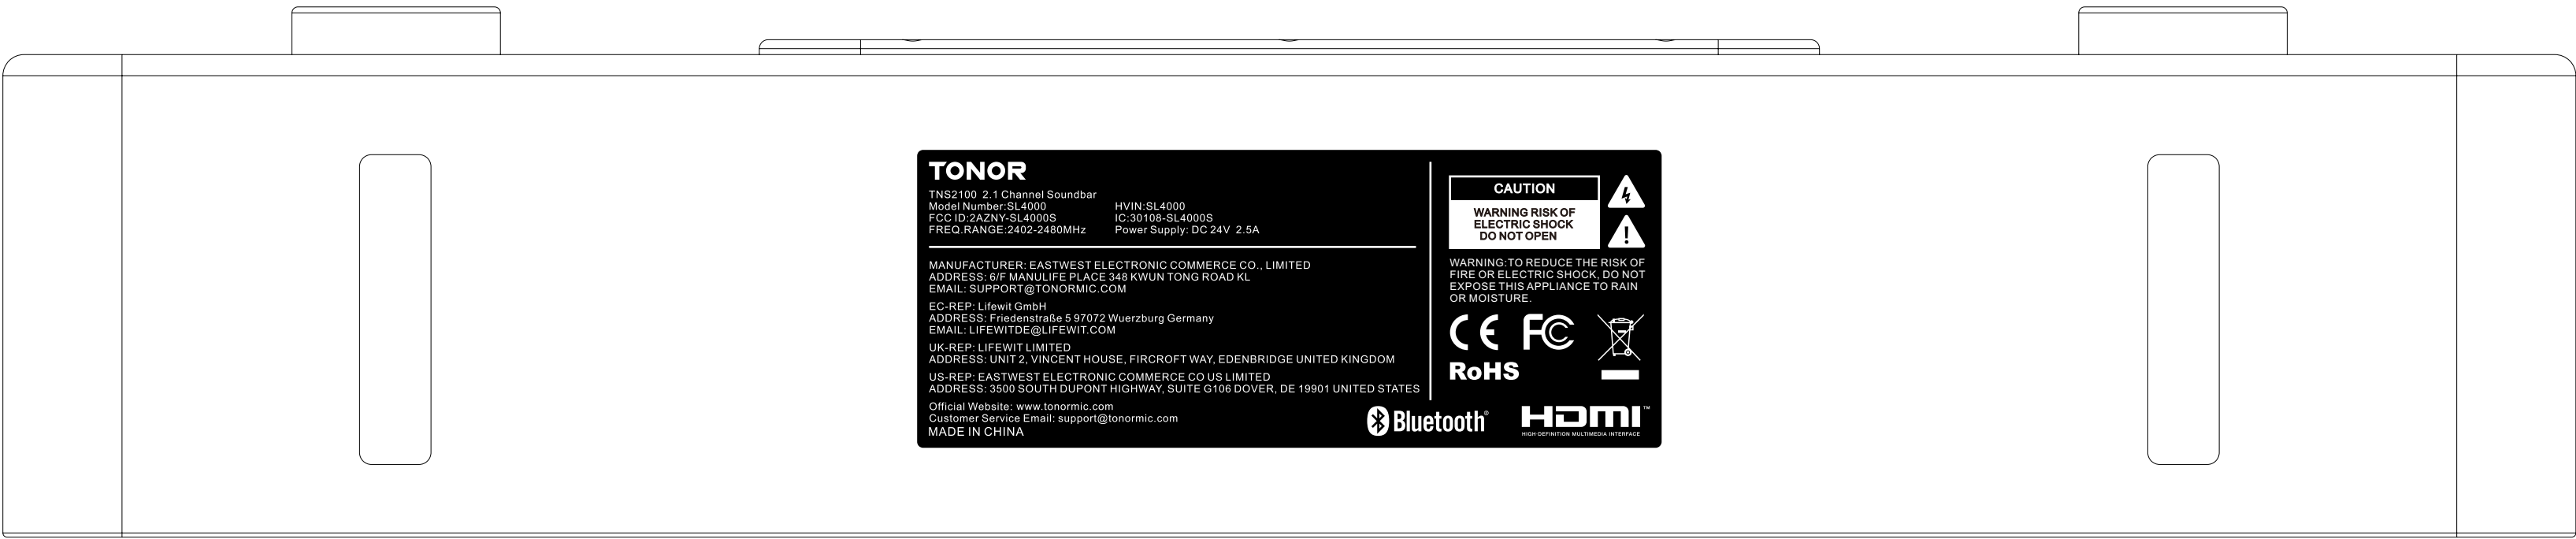 TONOR
TNS2100 2.1 Channel Soundbar
Model Number:SL4000 HVIN:SL4000
FCC ID:2AZNY-SL4000S IC:30108-SL4000S
FREQ.RANGE:2402-2480MHz Power Supply: DC 24V 2.5A
MANUFACTURER: EASTWEST ELECTRONIC COMMERCE CO., LIMITED
ADDRESS: 6/F MANULIFE PLACE 348 KWUN TONG ROAD KL
EMAIL: SUPPORT@TONORMIC.COM
EC-REP: Lifewit GmbH
ADDRESS: Friedenstraße 5 97072 Wuerzburg Germany
EMAIL: LIFEWITDE@LIFEWIT.COM
UK-REP: LIFEWIT LIMITED
ADDRESS: UNIT 2, VINCENT HOUSE, FIRCROFT WAY, EDENBRIDGE UNITED KINGDOM
US-REP: EASTWEST ELECTRONIC COMMERCE CO US LIMITED
ADDRESS: 3500 SOUTH DUPONT HIGHWAY, SUITE G106 DOVER, DE 19901 UNITED STATES
Official Website: www.tonormic.com
Customer Service Email: support@tonormic.com
MADE IN CHINA
CAUTION
WARNING RISK OF
ELECTRIC SHOCK
DO NOT OPEN
WARNING:TO REDUCE THE RISK OF
FIRE OR ELECTRIC SHOCK, DO NOT
EXPOSE THIS APPLIANCE TO RAIN
OR MOISTURE.
CE FC
RoHS
Bluetooth®
HDMI™
HIGH-DEFINITION MULTIMEDIA INTERFACE